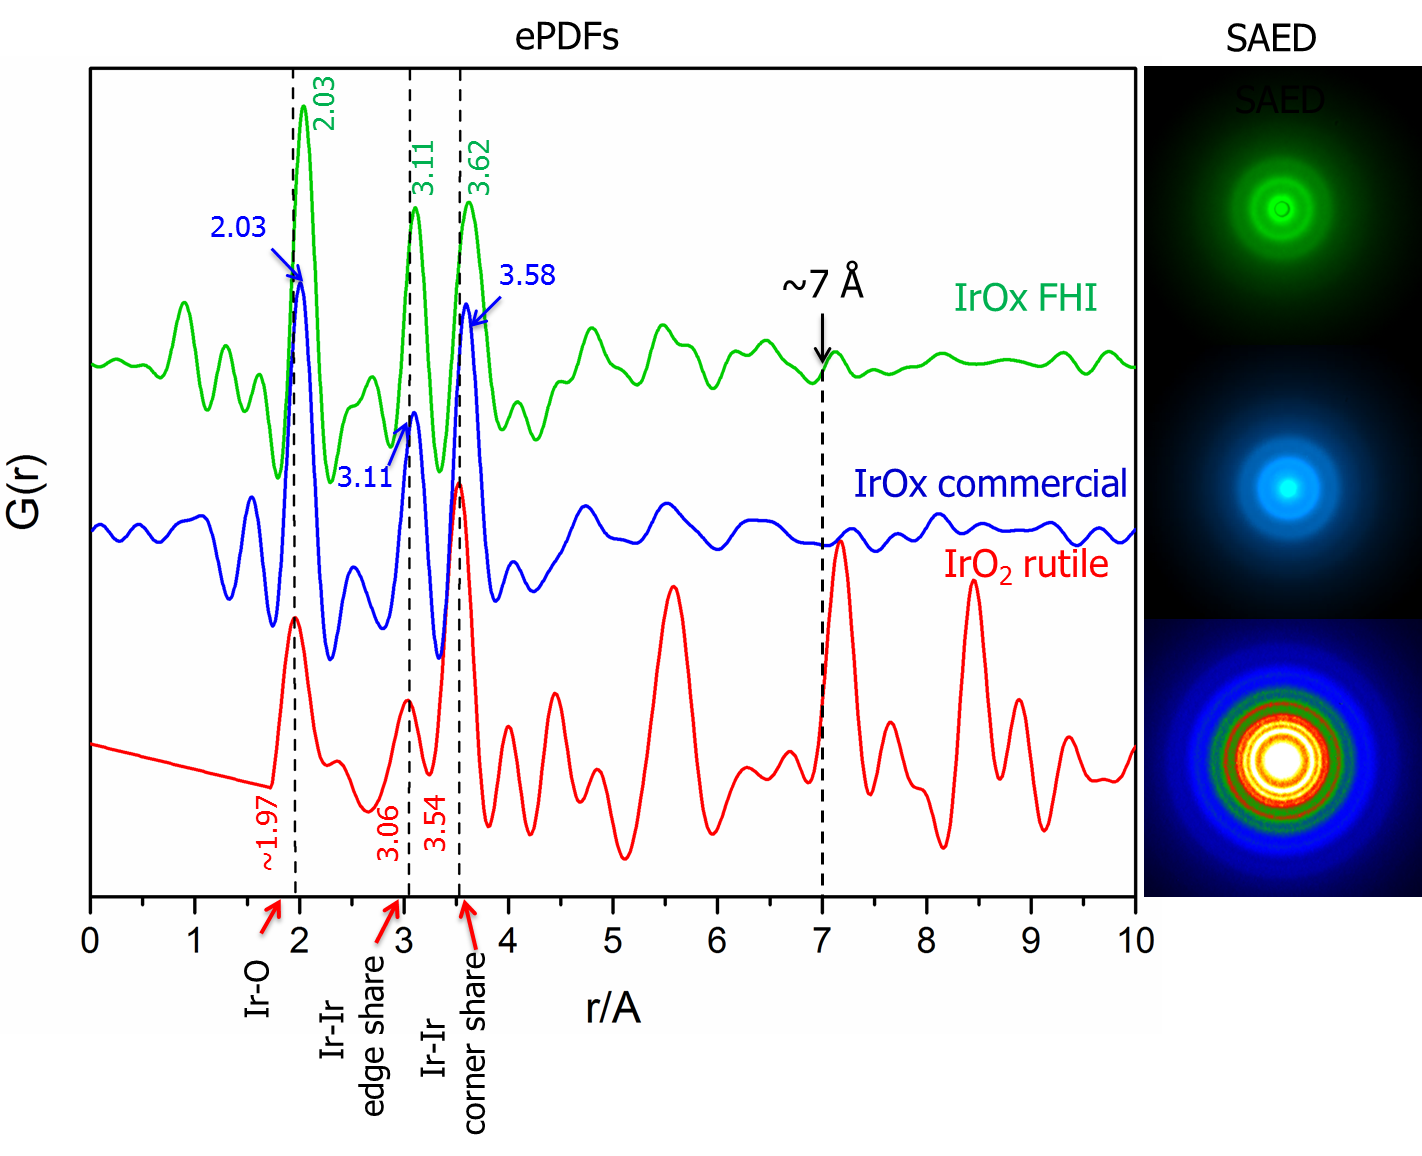 ePDFs
SAED
SAED
2.03
3.11
3.62
2.03
3.58
~7 Å
IrOx FHI
3.11
IrOx commercial
IrO₂ rutile
G(r)
~1.97
3.06
3.54
0 1 2 3 4 5 6 7 8 9 10
r/A
Ir-O
Ir-Ir
edge share
Ir-Ir
corner share